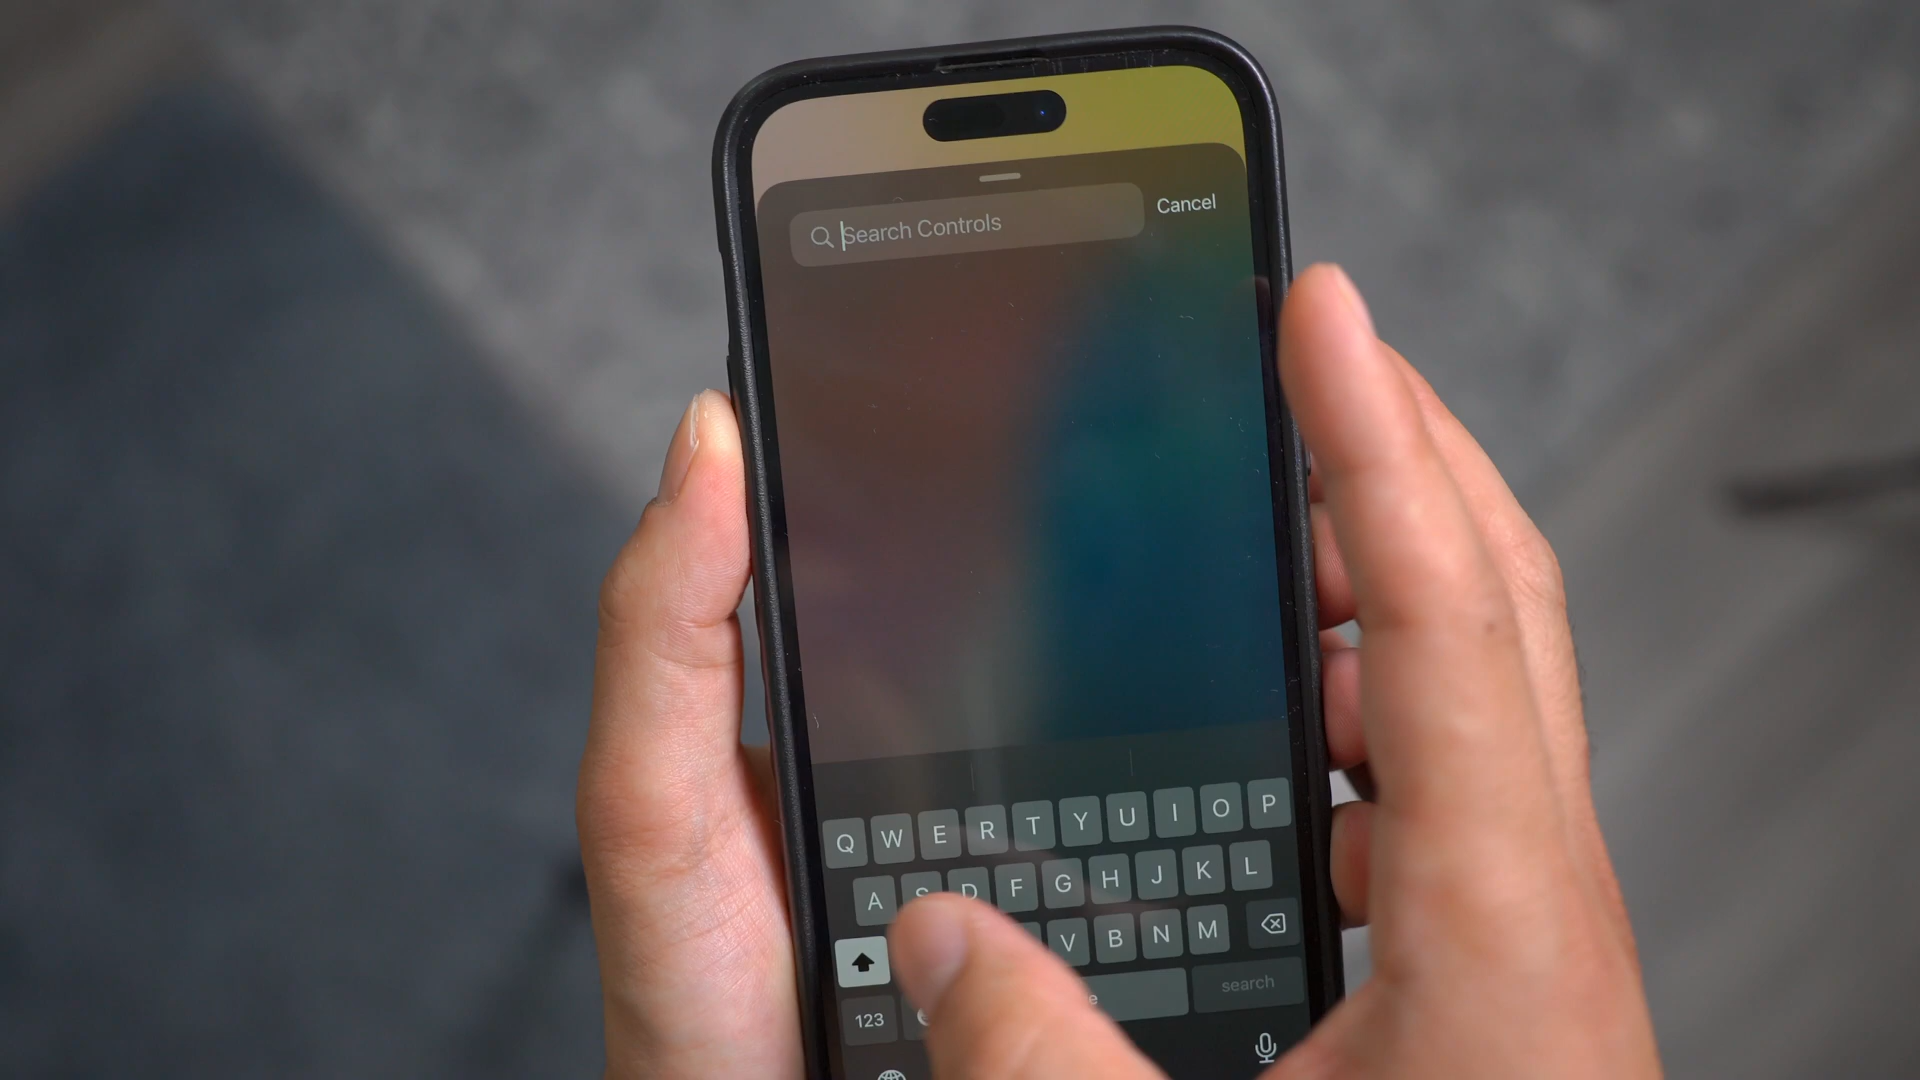 Search Controls
Cancel
Q W E R T Y U I O P
A S D F G H J K L
V B N M
123
search